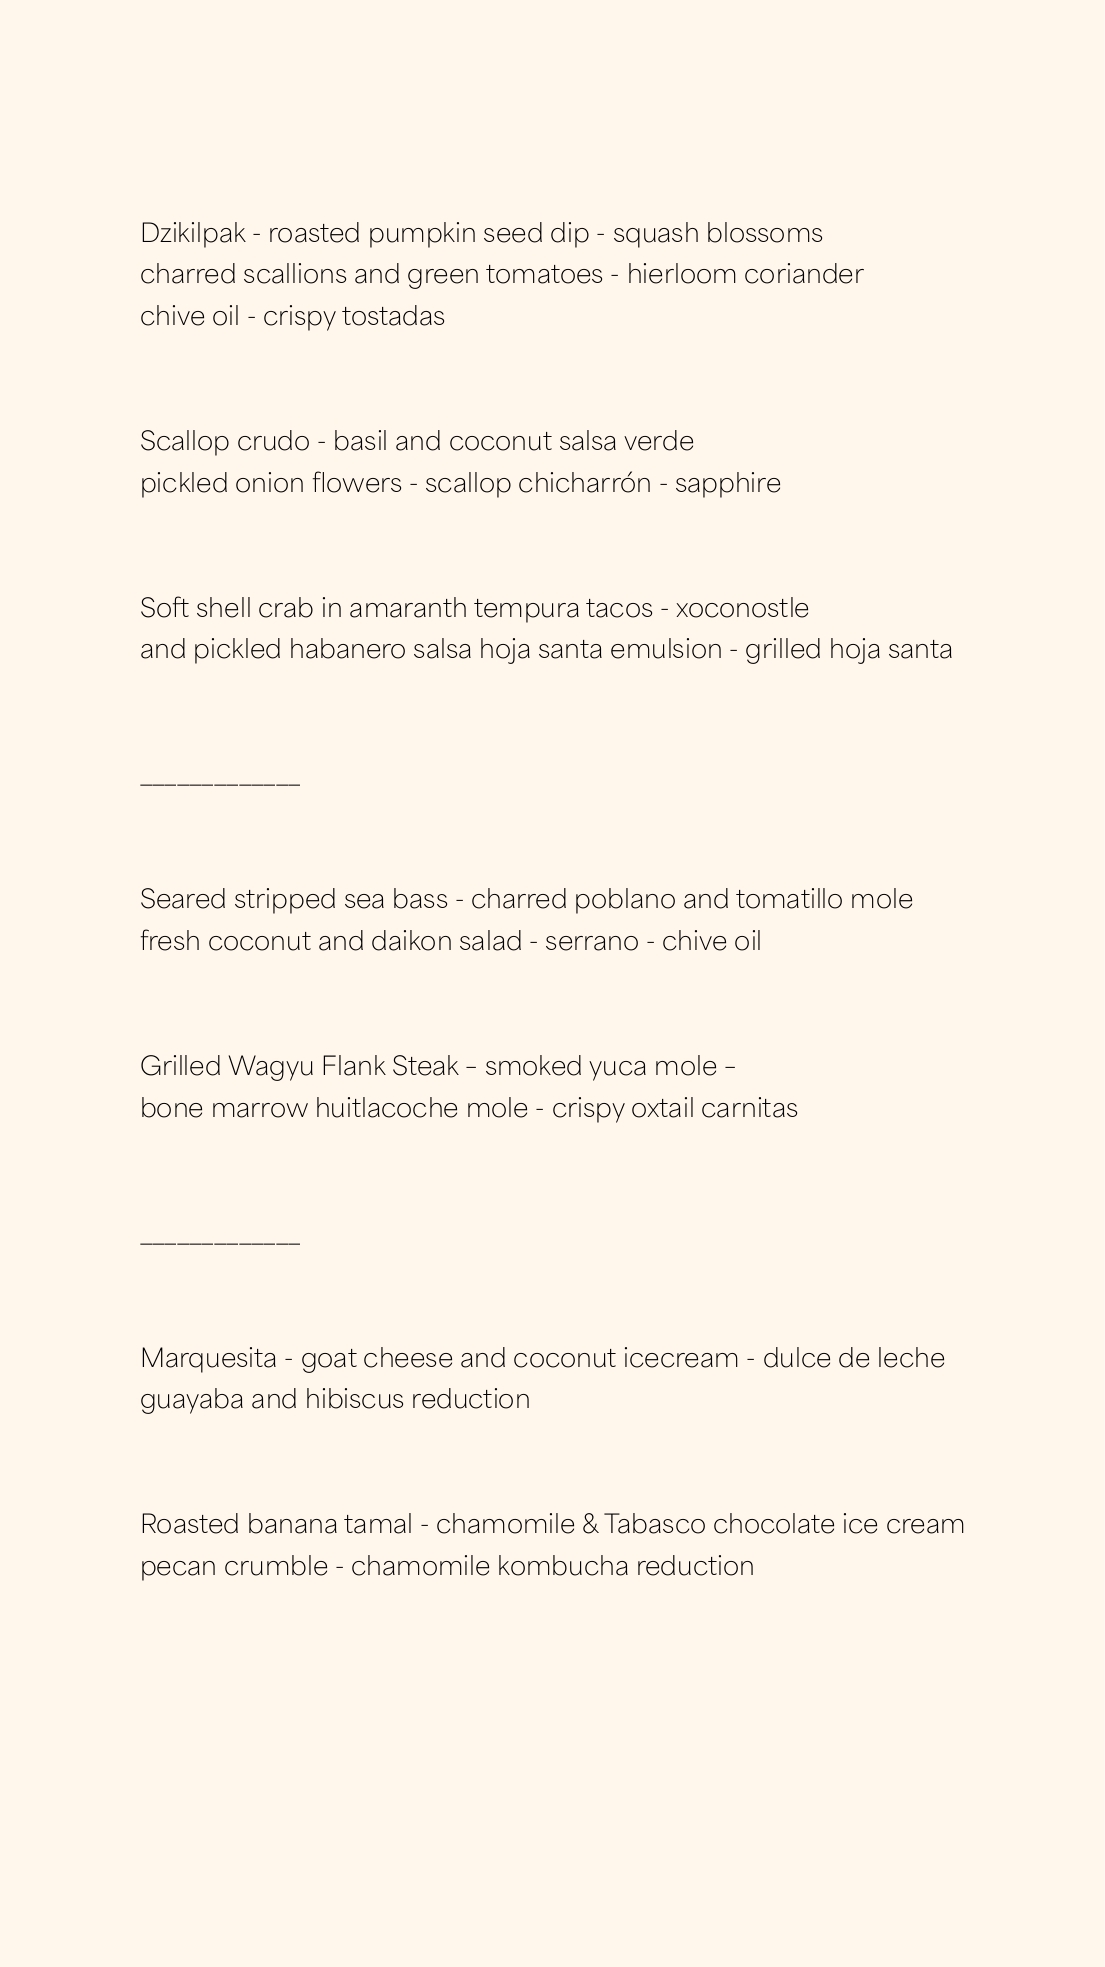 Dzikilpak - roasted pumpkin seed dip - squash blossoms
charred scallions and green tomatoes - hierloom coriander
chive oil - crispy tostadas
Scallop crudo - basil and coconut salsa verde
pickled onion flowers - scallop chicharrón - sapphire
Soft shell crab in amaranth tempura tacos - xoconostle
and pickled habanero salsa hoja santa emulsion - grilled hoja santa
_____________
Seared stripped sea bass - charred poblano and tomatillo mole
fresh coconut and daikon salad - serrano - chive oil
Grilled Wagyu Flank Steak – smoked yuca mole –
bone marrow huitlacoche mole - crispy oxtail carnitas
_____________
Marquesita - goat cheese and coconut icecream - dulce de leche
guayaba and hibiscus reduction
Roasted banana tamal - chamomile & Tabasco chocolate ice cream
pecan crumble - chamomile kombucha reduction